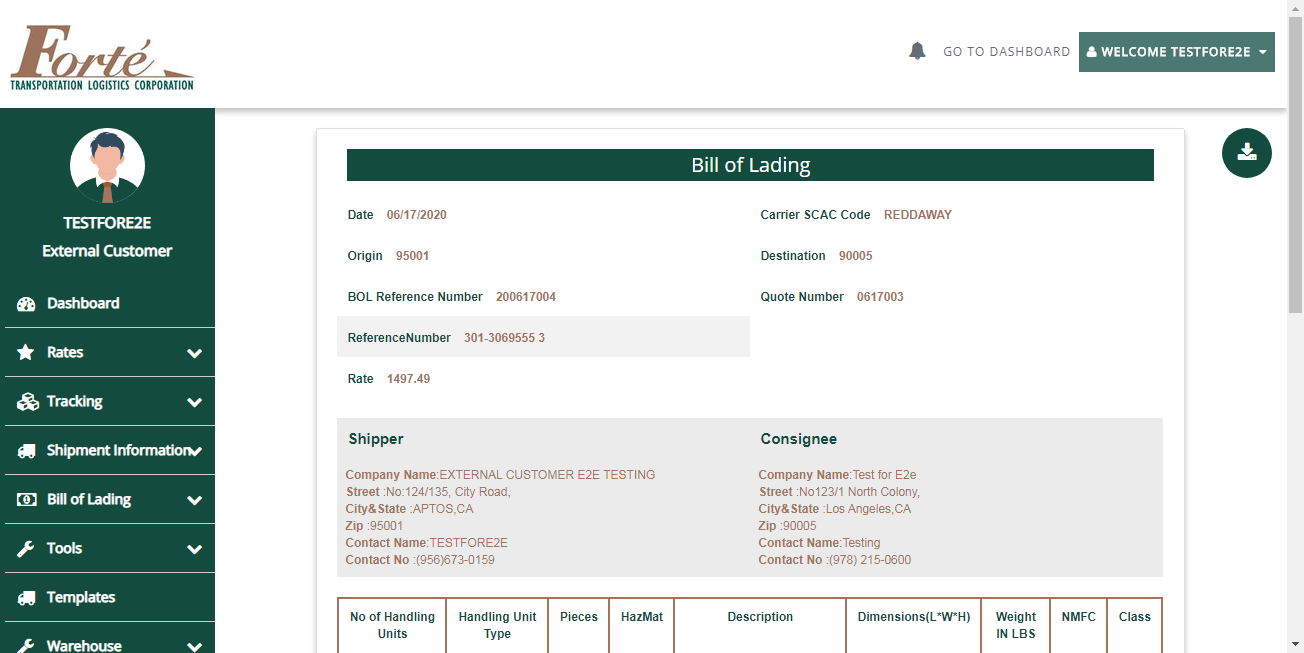 Forté
TRANSPORTATION LOGISTICS CORPORATION
GO TO DASHBOARD
WELCOME TESTFORE2E
TESTFORE2E
External Customer
Dashboard
Rates
Tracking
Shipment Information
Bill of Lading
Tools
Templates
Warehouse
Bill of Lading
Date 06/17/2020
Carrier SCAC Code REDDAWAY
Origin 95001
Destination 90005
BOL Reference Number 200617004
Quote Number 0617003
ReferenceNumber 301-3069555 3
Rate 1497.49
Shipper
Company Name:EXTERNAL CUSTOMER E2E TESTING
Street :No:124/135, City Road,
City&State :APTOS,CA
Zip :95001
Contact Name:TESTFORE2E
Contact No :(956)673-0159
Consignee
Company Name:Test for E2e
Street :No123/1 North Colony,
City&State :Los Angeles,CA
Zip :90005
Contact Name:Testing
Contact No :(978) 215-0600
No of Handling
Units
Handling Unit
Type
Pieces
HazMat
Description
Dimensions(L*W*H)
Weight
IN LBS
NMFC
Class